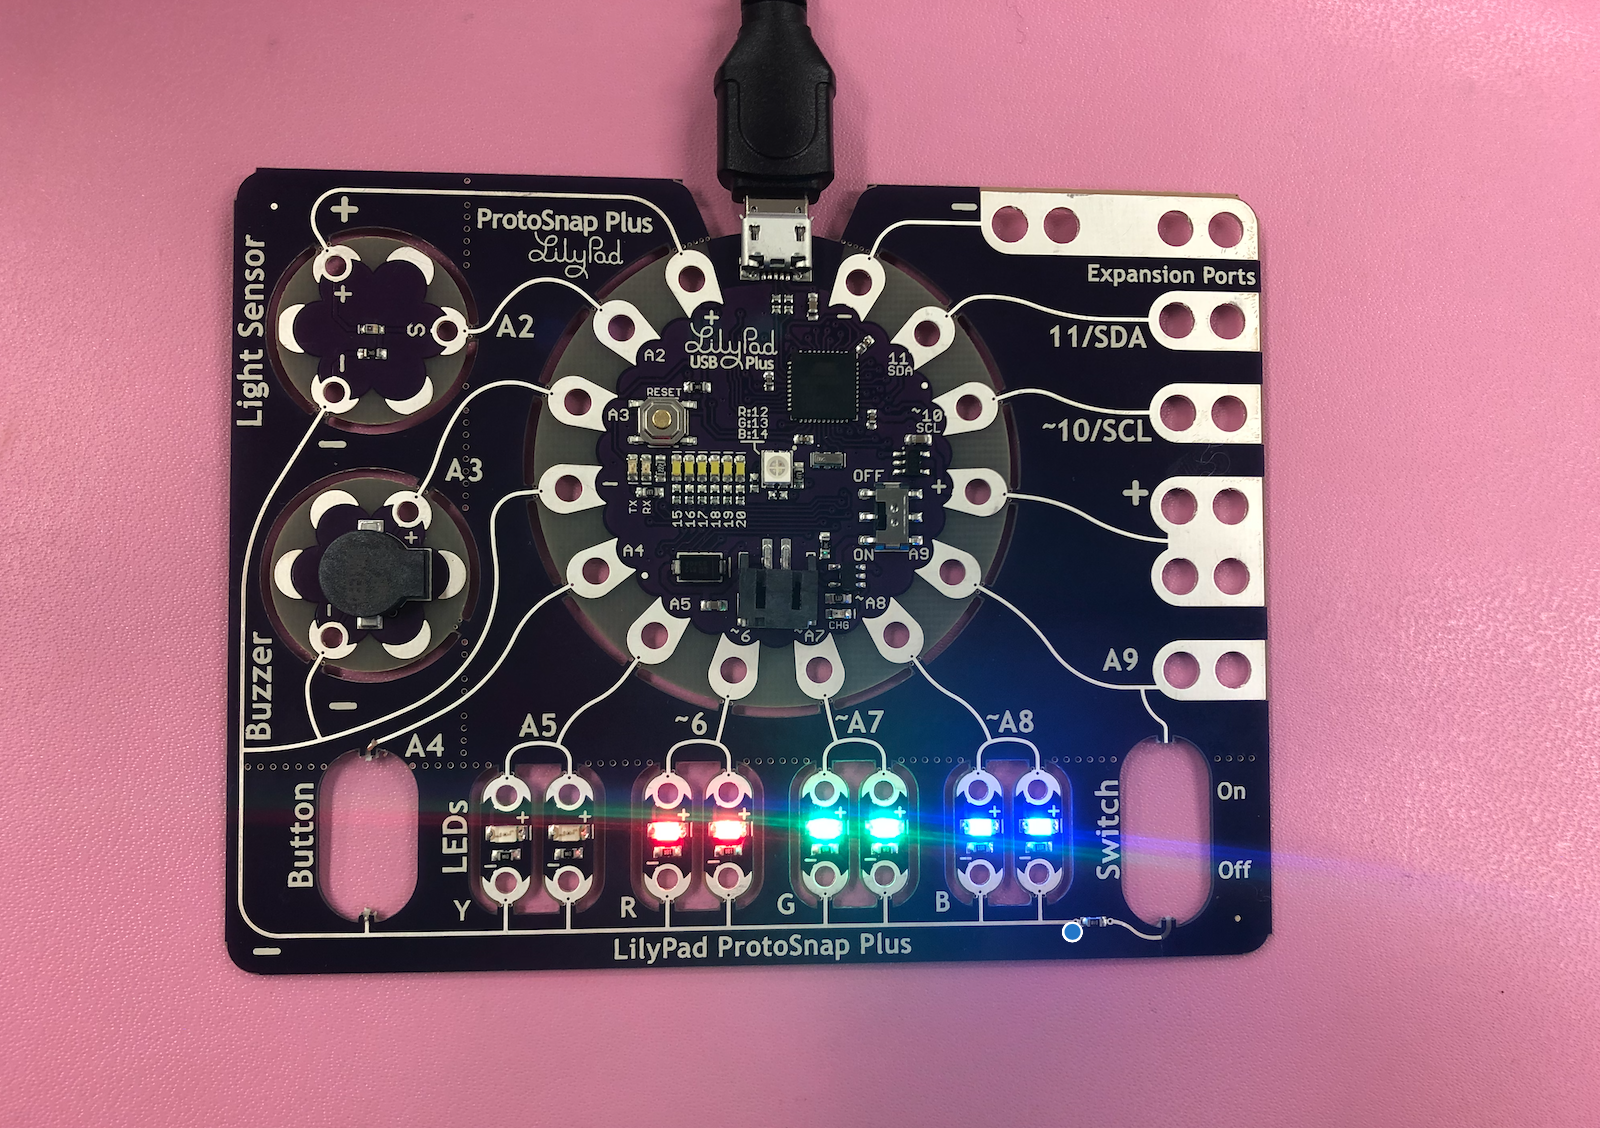 ProtoSnap Plus
LilyPad
Light Sensor
+
+
S
−
−
A2
A3
Buzzer
+
−
−
A4
Button
LilyPad
USB Plus
+
A2
A3
−
A4
A5
~6
~A7
~A8
A9
+
~10
SCL
11
SDA
−
RESET
R:12
G:13
B:14
TX
RX
15
16
17
18
19
20
OFF
ON
CHG
−
Expansion Ports
11/SDA
~10/SCL
+
A9
A5
~6
~A7
~A8
LEDs
+
−
+
−
+
−
+
−
Y
R
G
B
Switch
On
Off
−
LilyPad ProtoSnap Plus